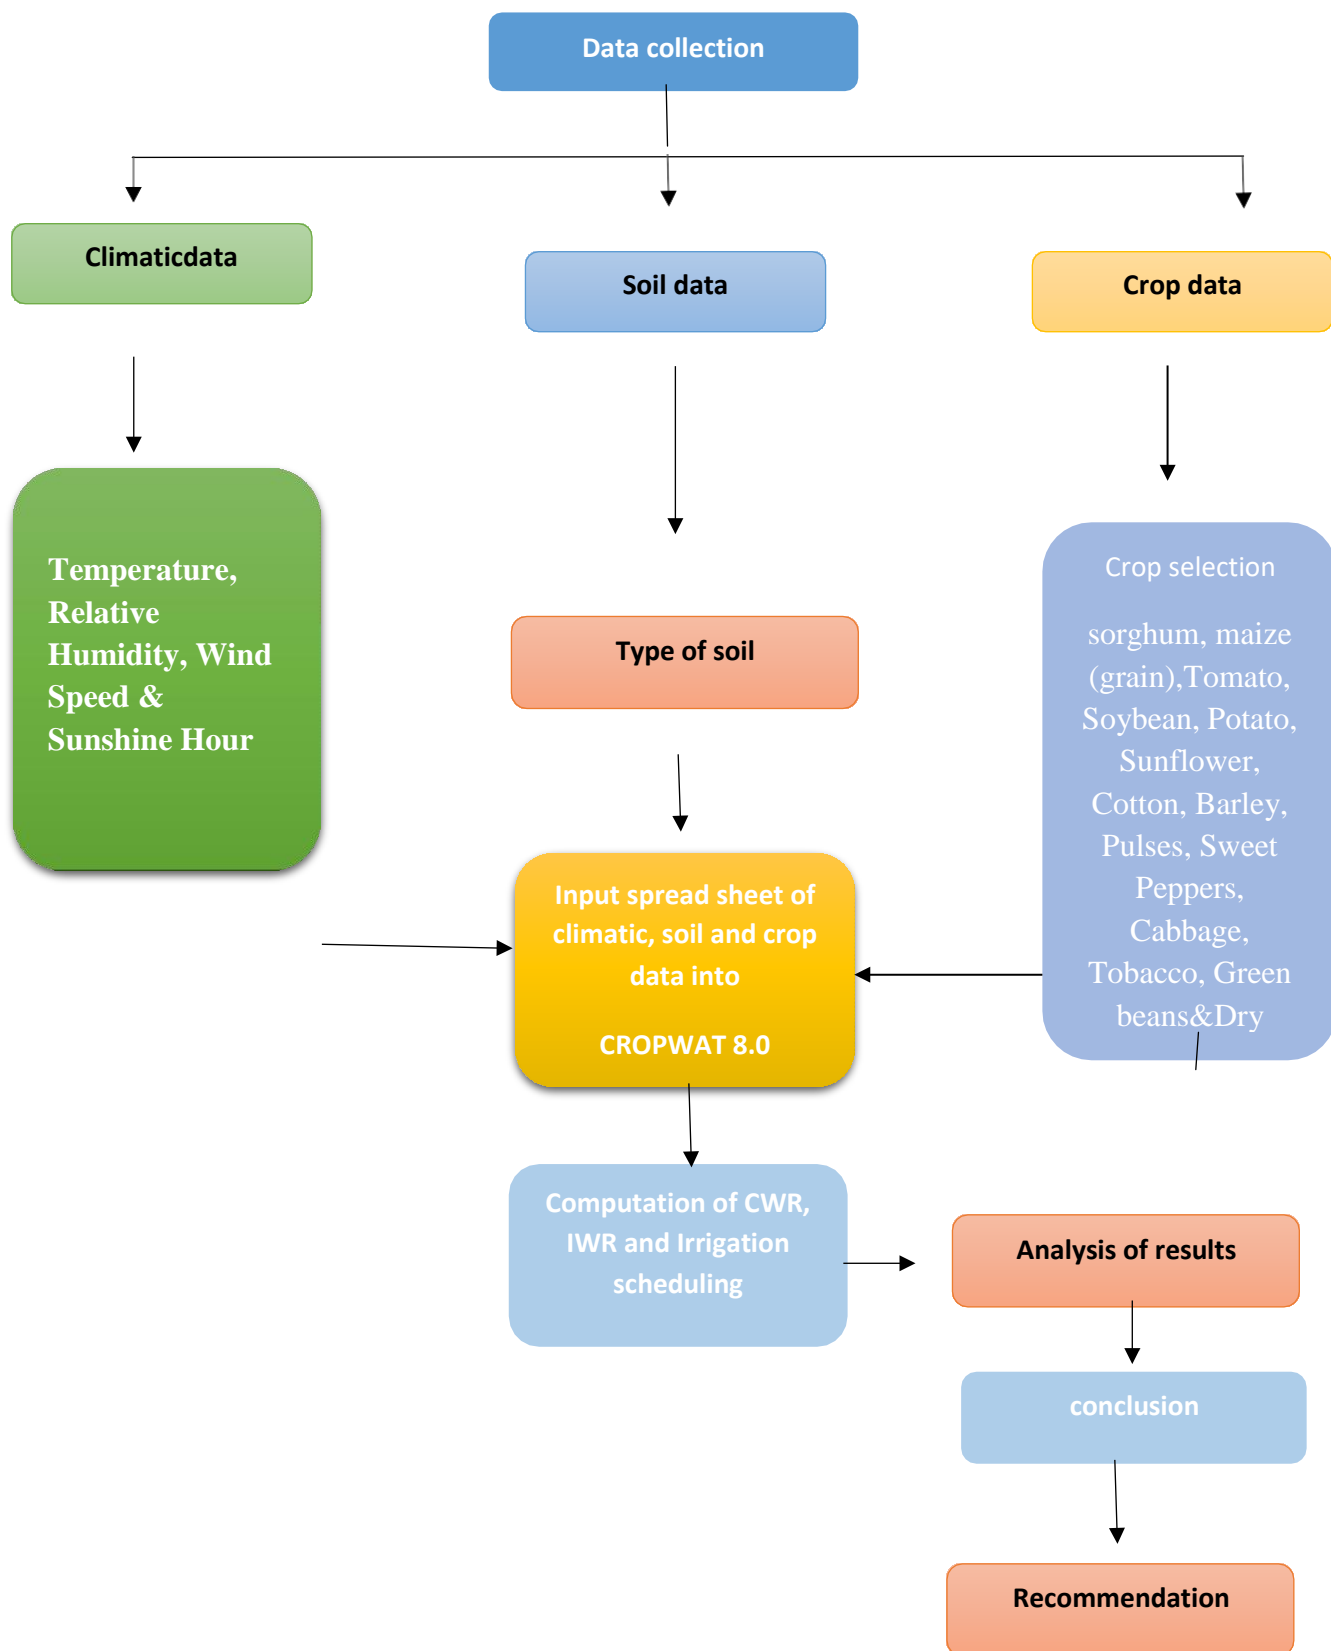 Data collection
Climaticdata
Soil data
Crop data
Temperature,
Relative
Humidity, Wind
Speed &
Sunshine Hour
Type of soil
Crop selection
sorghum, maize
(grain),Tomato,
Soybean, Potato,
Sunflower,
Cotton, Barley,
Pulses, Sweet
Peppers,
Cabbage,
Tobacco, Green
beans&Dry
Input spread sheet of
climatic, soil and crop
data into
CROPWAT 8.0
Computation of CWR,
IWR and Irrigation
scheduling
Analysis of results
conclusion
Recommendation